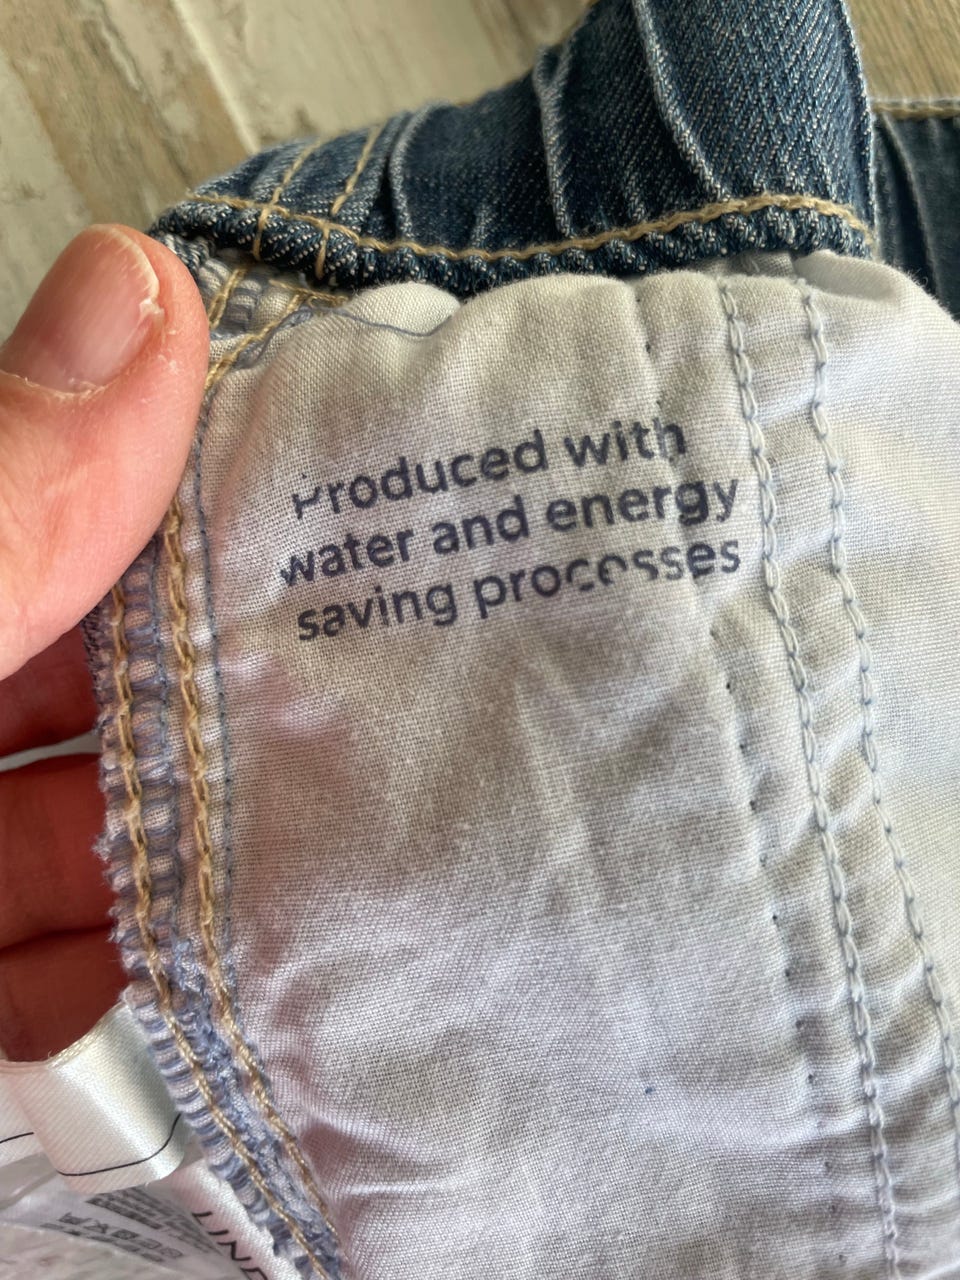 Produced with
water and energy
saving processes